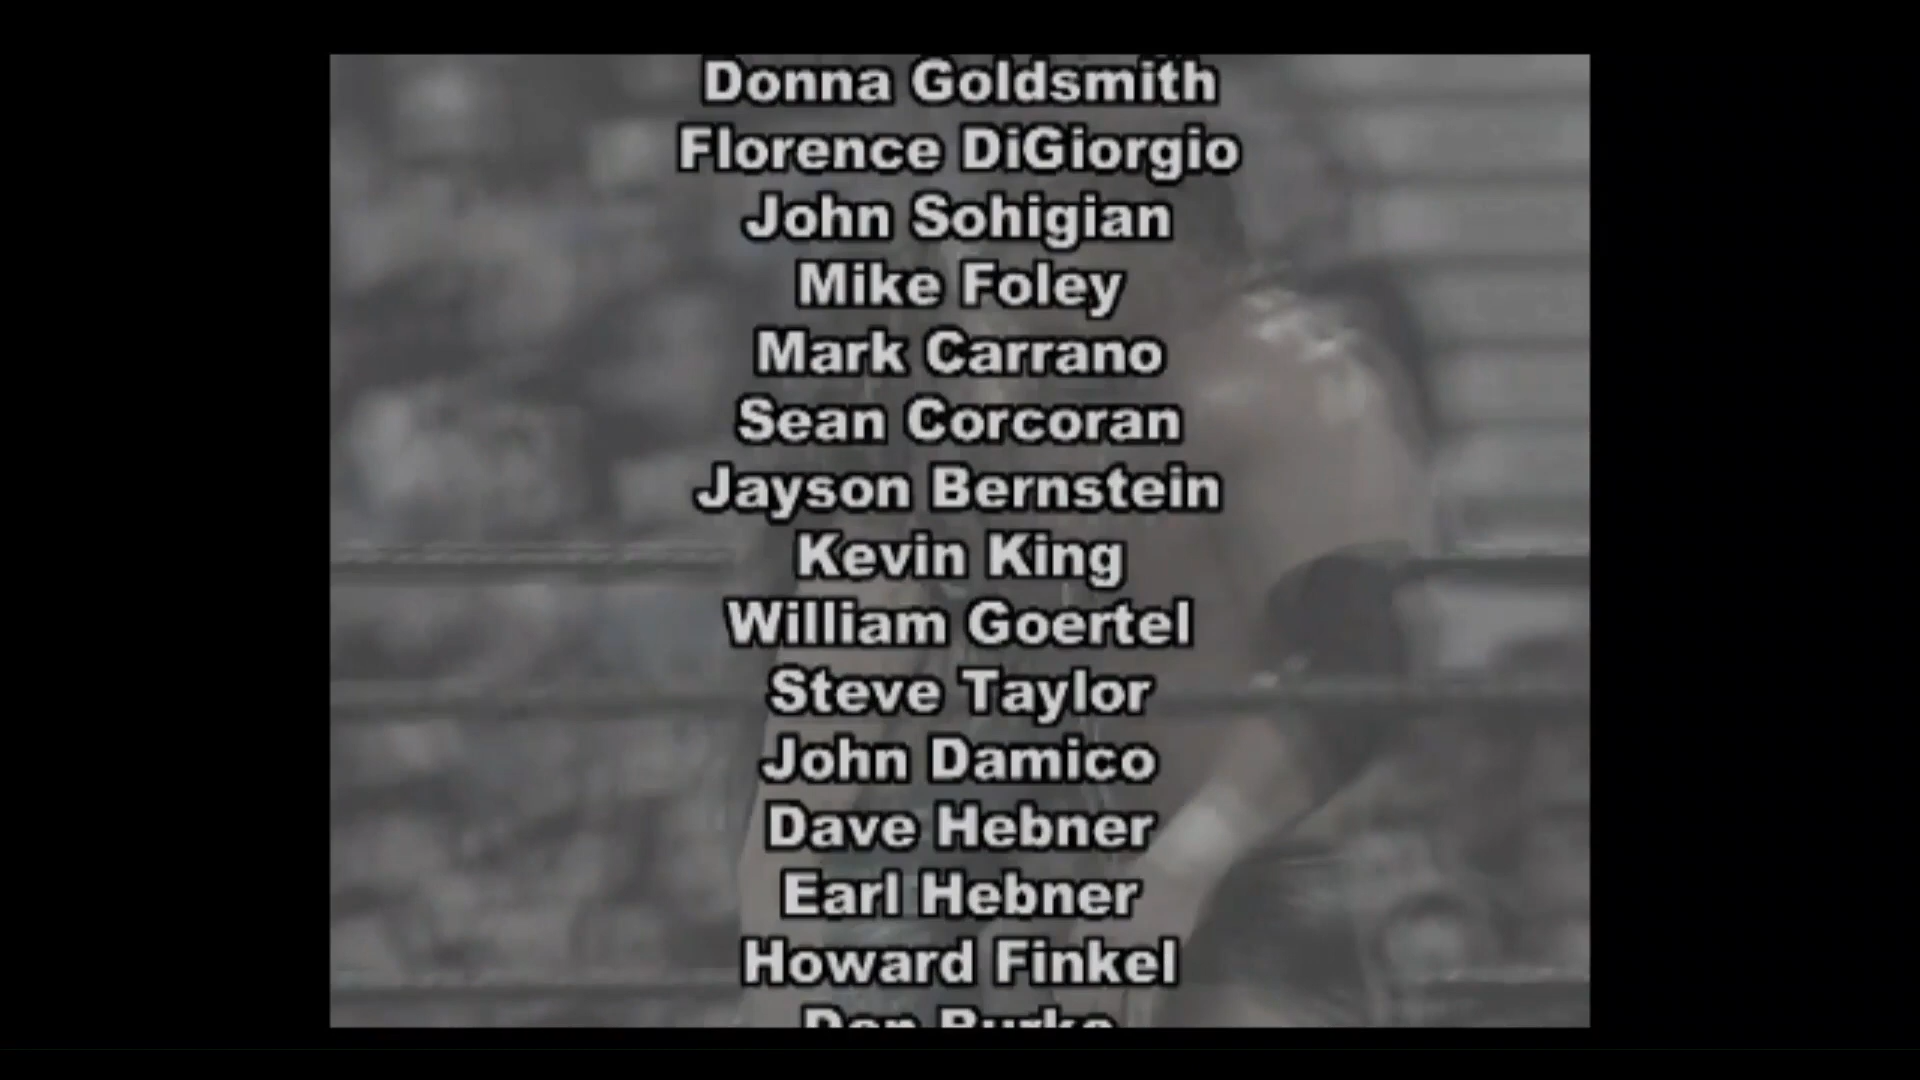 Donna Goldsmith
Florence DiGiorgio
John Sohigian
Mike Foley
Mark Carrano
Sean Corcoran
Jayson Bernstein
Kevin King
William Goertel
Steve Taylor
John Damico
Dave Hebner
Earl Hebner
Howard Finkel